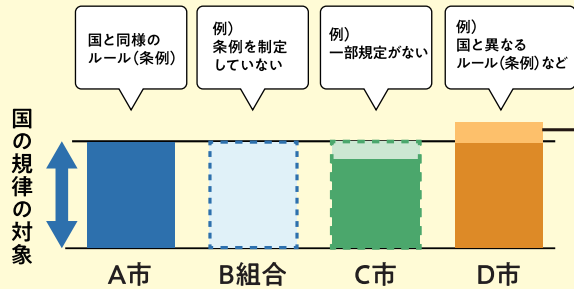 国と同様の
ルール(条例)
例)
条例を制定
していない
例)
一部規定がない
例)
国と異なる
ルール(条例)など
国の規律の対象
A市
B組合
C市
D市